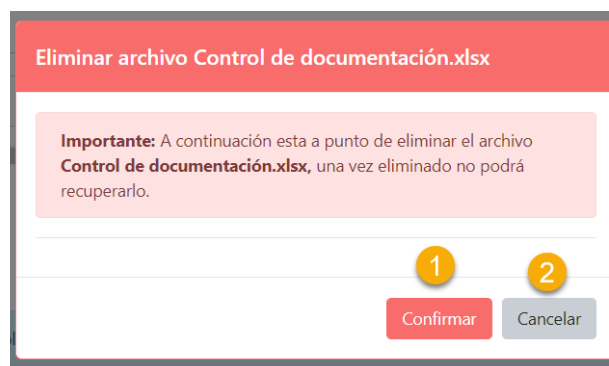 Eliminar archivo Control de documentación.xlsx
Importante: A continuación esta a punto de eliminar el archivo
Control de documentación.xlsx, una vez eliminado no podrá
recuperarlo.
1
2
Confirmar
Cancelar